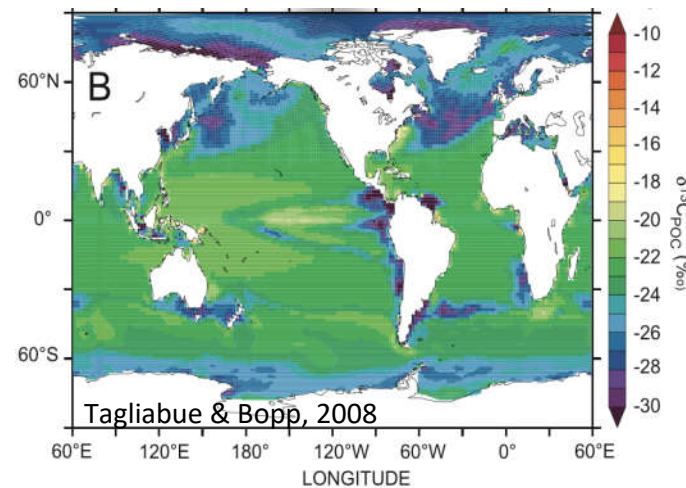 B
60°N
0°
60°S
Tagliabue & Bopp, 2008
60°E 120°E 180° 120°W 60°W 0° 60°E
LONGITUDE
-10
-12
-14
-16
-18
-20
-22
-24
-26
-28
-30
δ¹³C_POC (‰)